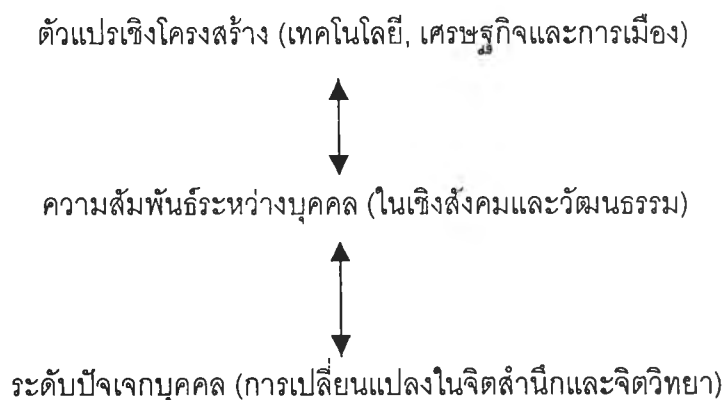 ตัวแปรเชิงโครงสร้าง (เทคโนโลยี, เศรษฐกิจและการเมือง)
ความสัมพันธ์ระหว่างบุคคล (ในเชิงสังคมและวัฒนธรรม)
ระดับปัจเจกบุคคล (การเปลี่ยนแปลงในจิตสำนึกและจิตวิทยา)